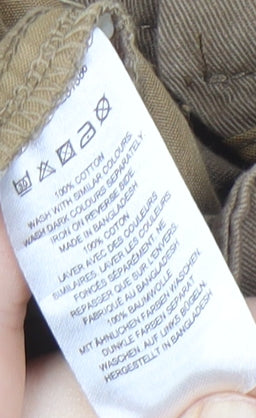 100% COTTON
WASH WITH SIMILAR COLOURS
WASH DARK COLOURS SEPARATELY
IRON ON REVERSE SIDE
MADE IN BANGLADESH
100% COTON
LAVER AVEC DES COULEURS
SIMILAIRES. LAVER LES COULEURS
FONCÉS SÉPARÉMENT. NE
REPASSER QUE SUR L'ENVERS.
FABRIQUÉ AU BANGLADESH
100% BAUMWOLLE
MIT ÄHNLICHEN FARBEN WASCHEN.
DUNKLE FARBEN SEPARAT
WASCHEN AUF LINKS BÜGELN.
HERGESTELLT IN BANGLADESH